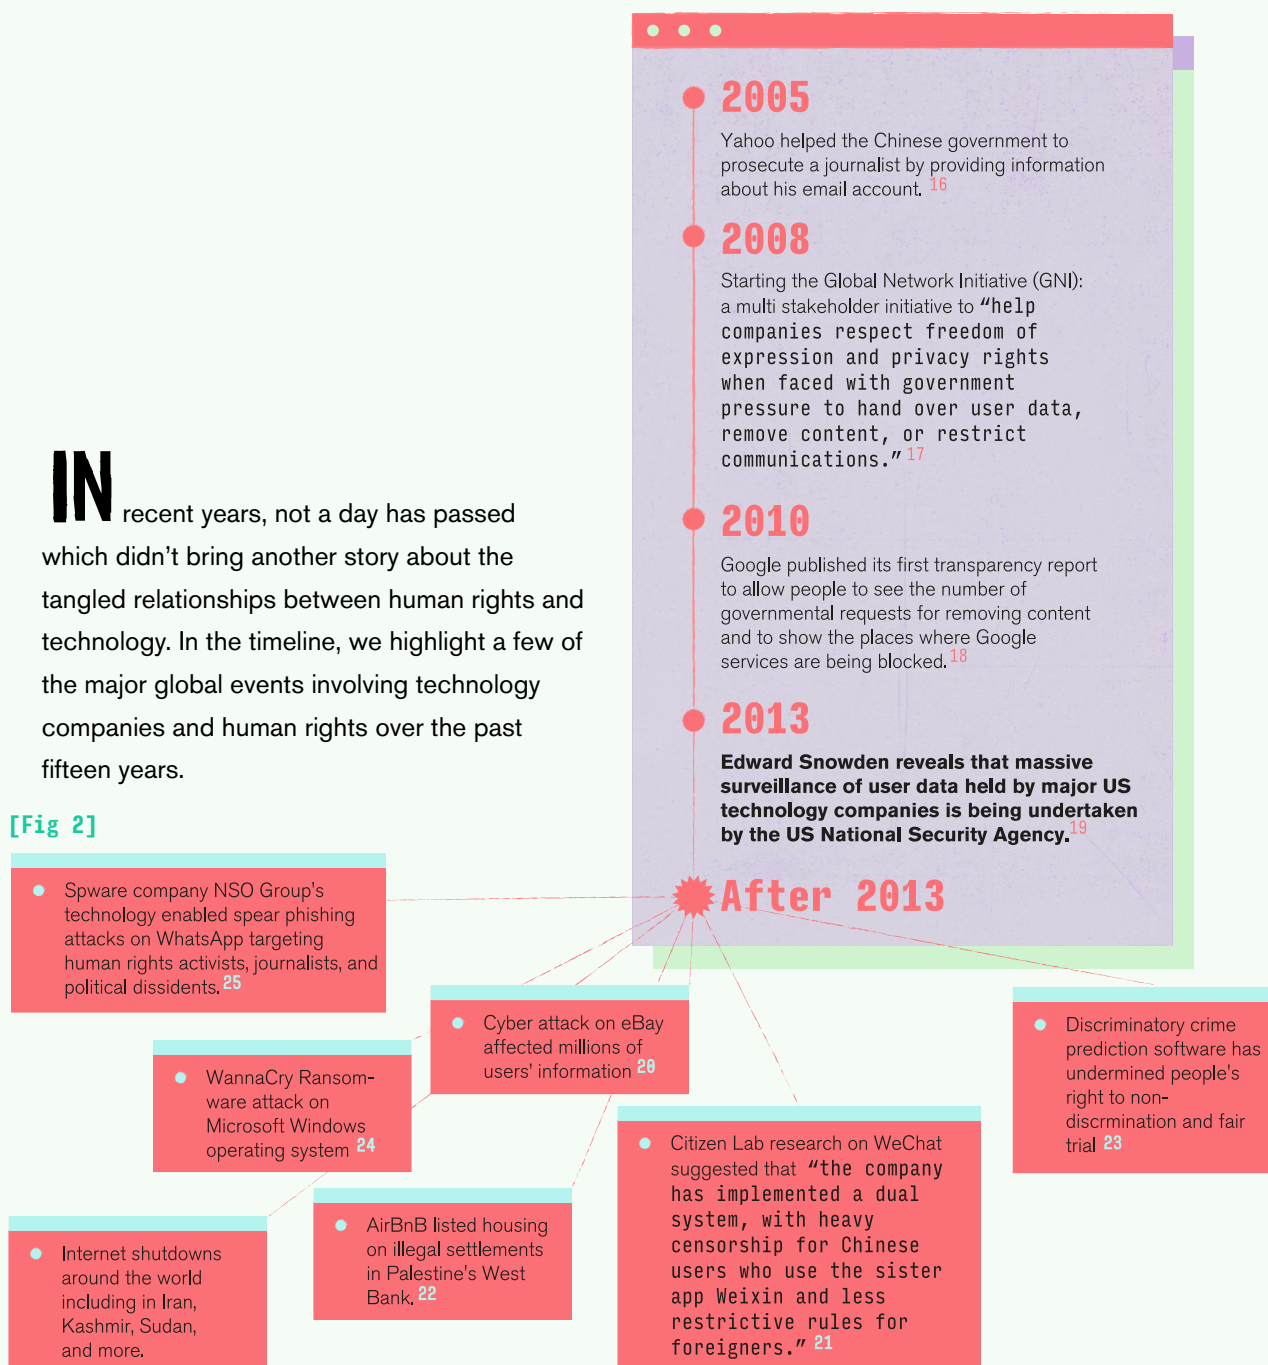 2005
Yahoo helped the Chinese government to
prosecute a journalist by providing information
about his email account. 16
2008
Starting the Global Network Initiative (GNI):
a multi stakeholder initiative to “help
companies respect freedom of
expression and privacy rights
when faced with government
pressure to hand over user data,
remove content, or restrict
communications.” 17
2010
Google published its first transparency report
to allow people to see the number of
governmental requests for removing content
and to show the places where Google
services are being blocked. 18
2013
Edward Snowden reveals that massive
surveillance of user data held by major US
technology companies is being undertaken
by the US National Security Agency. 19
After 2013
IN recent years, not a day has passed
which didn’t bring another story about the
tangled relationships between human rights and
technology. In the timeline, we highlight a few of
the major global events involving technology
companies and human rights over the past
fifteen years.
[Fig 2]
Spware company NSO Group’s
technology enabled spear phishing
attacks on WhatsApp targeting
human rights activists, journalists, and
political dissidents. 25
Cyber attack on eBay
affected millions of
users’ information 20
Discriminatory crime
prediction software has
undermined people’s
right to non-
discrmination and fair
trial 23
WannaCry Ransom-
ware attack on
Microsoft Windows
operating system 24
Citizen Lab research on WeChat
suggested that “the company
has implemented a dual
system, with heavy
censorship for Chinese
users who use the sister
app Weixin and less
restrictive rules for
foreigners.” 21
AirBnB listed housing
on illegal settlements
in Palestine’s West
Bank. 22
Internet shutdowns
around the world
including in Iran,
Kashmir, Sudan,
and more.